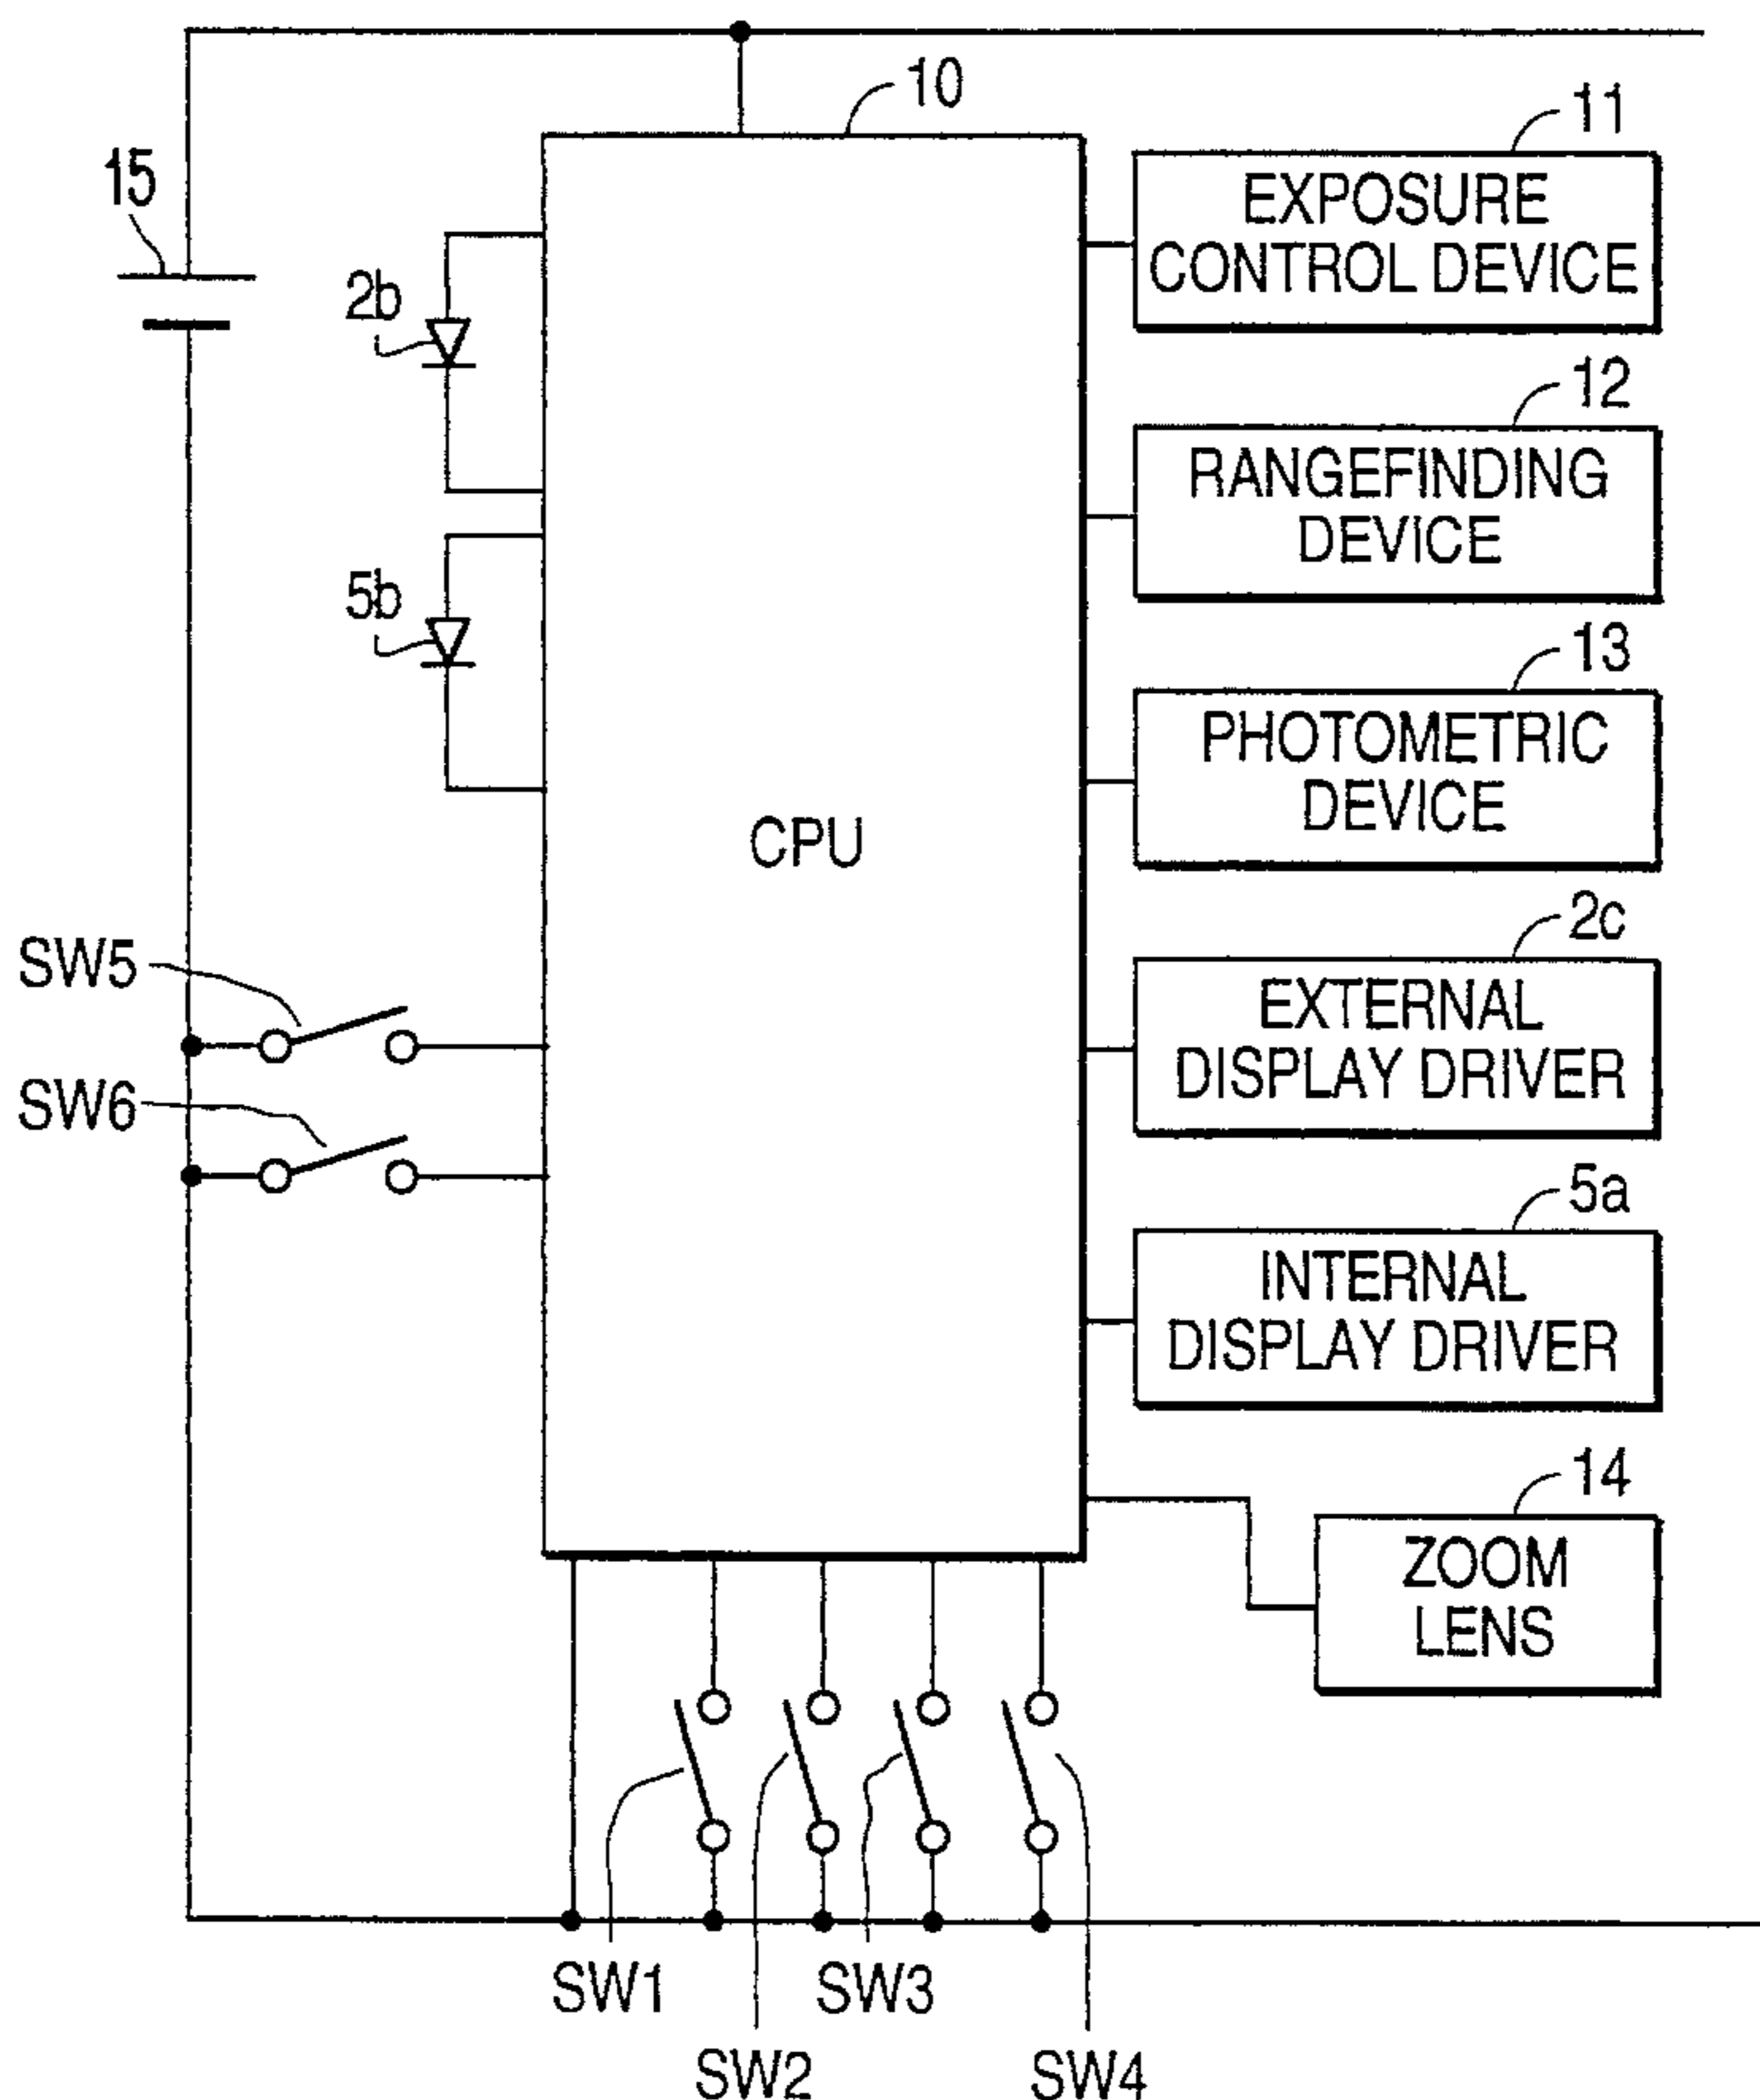 10
11
15
EXPOSURE
CONTROL DEVICE
2b
12
RANGEFINDING
DEVICE
5b
13
PHOTOMETRIC
DEVICE
CPU
2c
SW5
EXTERNAL
DISPLAY DRIVER
SW6
5a
INTERNAL
DISPLAY DRIVER
14
ZOOM
LENS
SW1
SW3
SW2
SW4